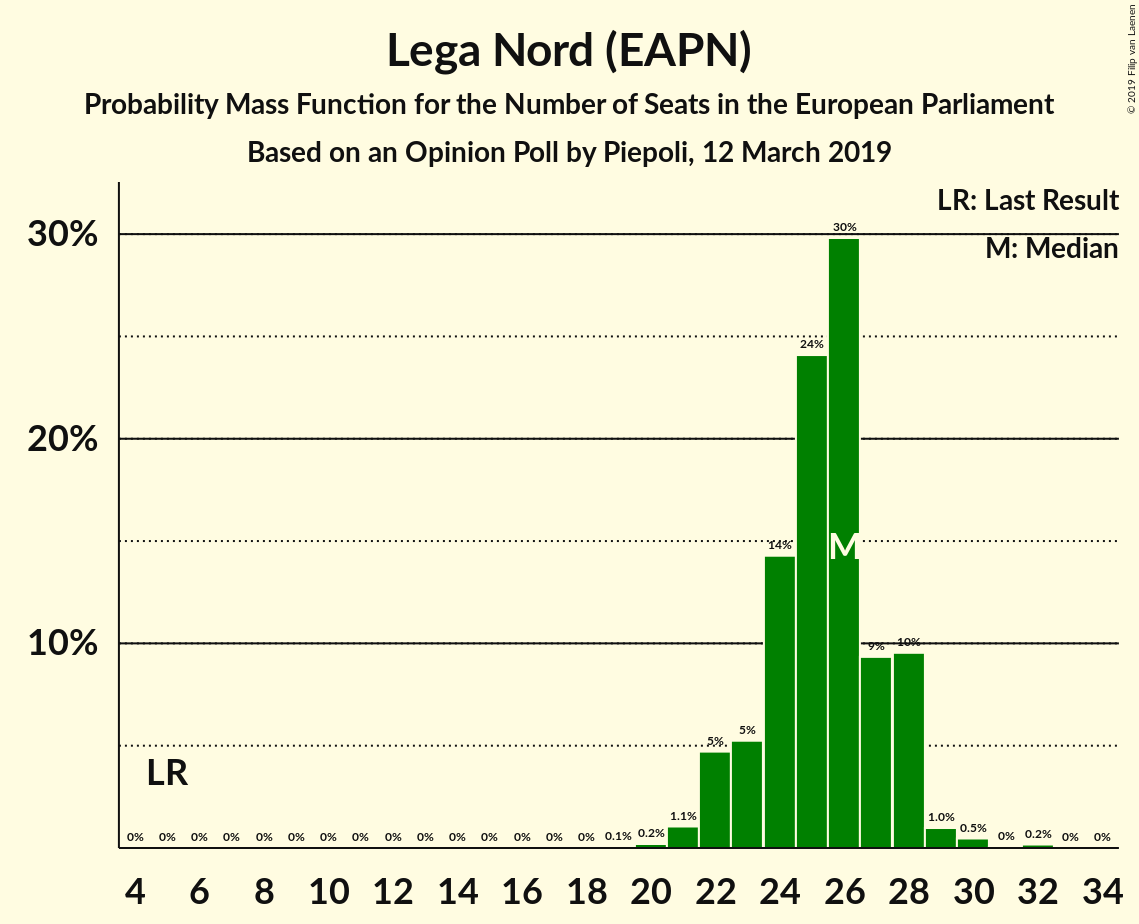 Lega Nord (EAPN)
Probability Mass Function for the Number of Seats in the European Parliament
Based on an Opinion Poll by Piepoli, 12 March 2019
© 2019 Filip van Laenen
LR: Last Result
M: Median
30%
20%
10%
LR
M
0% 0% 0% 0% 0% 0% 0% 0% 0% 0% 0% 0% 0% 0% 0% 0.1% 0.2% 1.1% 5% 5% 14% 24% 30% 9% 10% 1.0% 0.5% 0% 0.2% 0% 0%
4 6 8 10 12 14 16 18 20 22 24 26 28 30 32 34